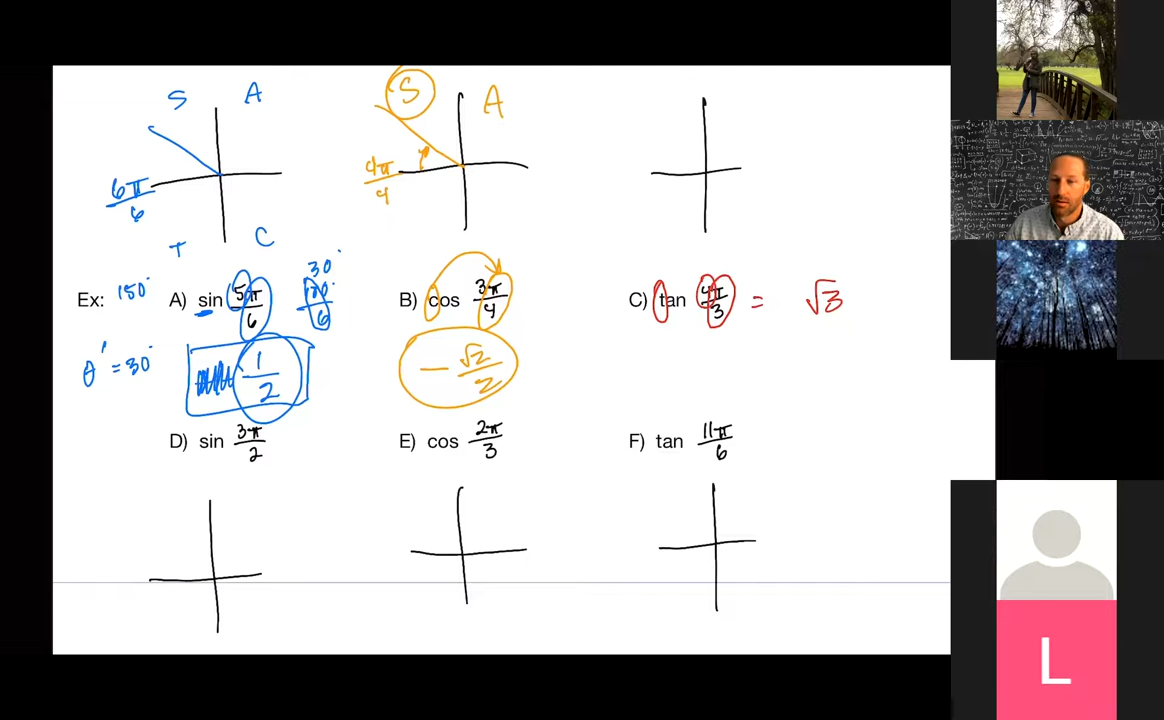 S A S A
6π/6 4π/4
T C
30°
Ex: 150° A) sin 5π/6 B) cos 3π/4 C) tan 4π/3 = √3
θ' = 30° 1/2 - √2/2
D) sin 3π/2 E) cos 2π/3 F) tan 11π/6
L